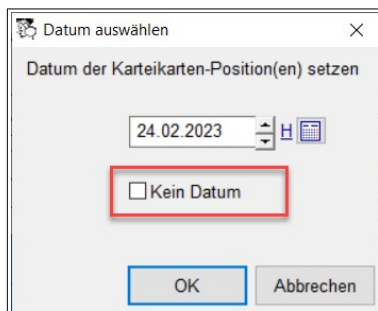 Datum auswählen
Datum der Karteikarten-Position(en) setzen
24.02.2023 H
Kein Datum
OK Abbrechen